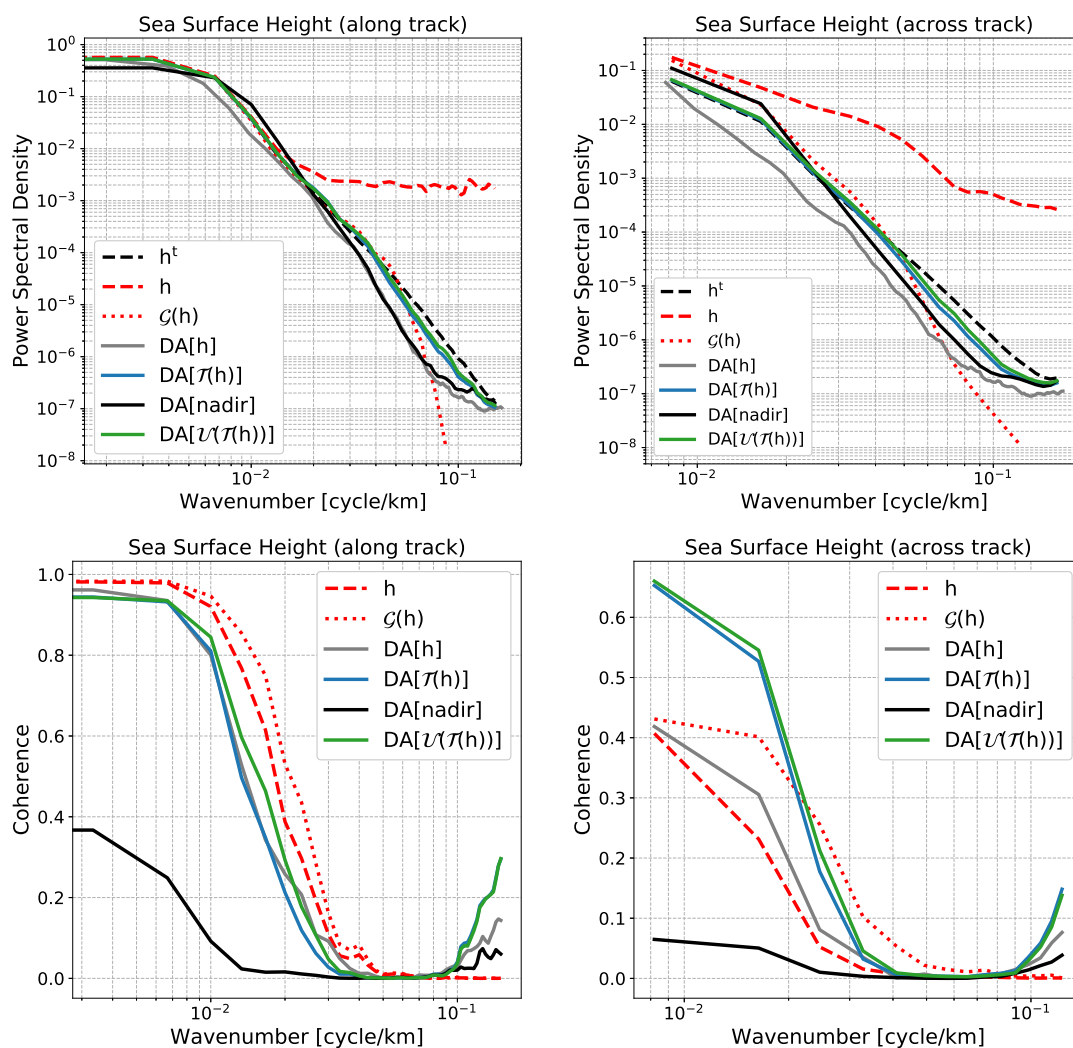 Sea Surface Height (along track)
Power Spectral Density
10⁰
10⁻¹
10⁻²
10⁻³
10⁻⁴
10⁻⁵
10⁻⁶
10⁻⁷
10⁻⁸
hᵗ
h
𝒢(h)
DA[h]
DA[𝒯(h)]
DA[nadir]
DA[𝒰(𝒯(h))]
10⁻² 10⁻¹
Wavenumber [cycle/km]
Sea Surface Height (across track)
Power Spectral Density
10⁻¹
10⁻²
10⁻³
10⁻⁴
10⁻⁵
10⁻⁶
10⁻⁷
10⁻⁸
hᵗ
h
𝒢(h)
DA[h]
DA[𝒯(h)]
DA[nadir]
DA[𝒰(𝒯(h))]
10⁻² 10⁻¹
Wavenumber [cycle/km]
Sea Surface Height (along track)
Coherence
1.0
0.8
0.6
0.4
0.2
0.0
h
𝒢(h)
DA[h]
DA[𝒯(h)]
DA[nadir]
DA[𝒰(𝒯(h))]
10⁻² 10⁻¹
Wavenumber [cycle/km]
Sea Surface Height (across track)
Coherence
0.6
0.5
0.4
0.3
0.2
0.1
0.0
h
𝒢(h)
DA[h]
DA[𝒯(h)]
DA[nadir]
DA[𝒰(𝒯(h))]
10⁻² 10⁻¹
Wavenumber [cycle/km]